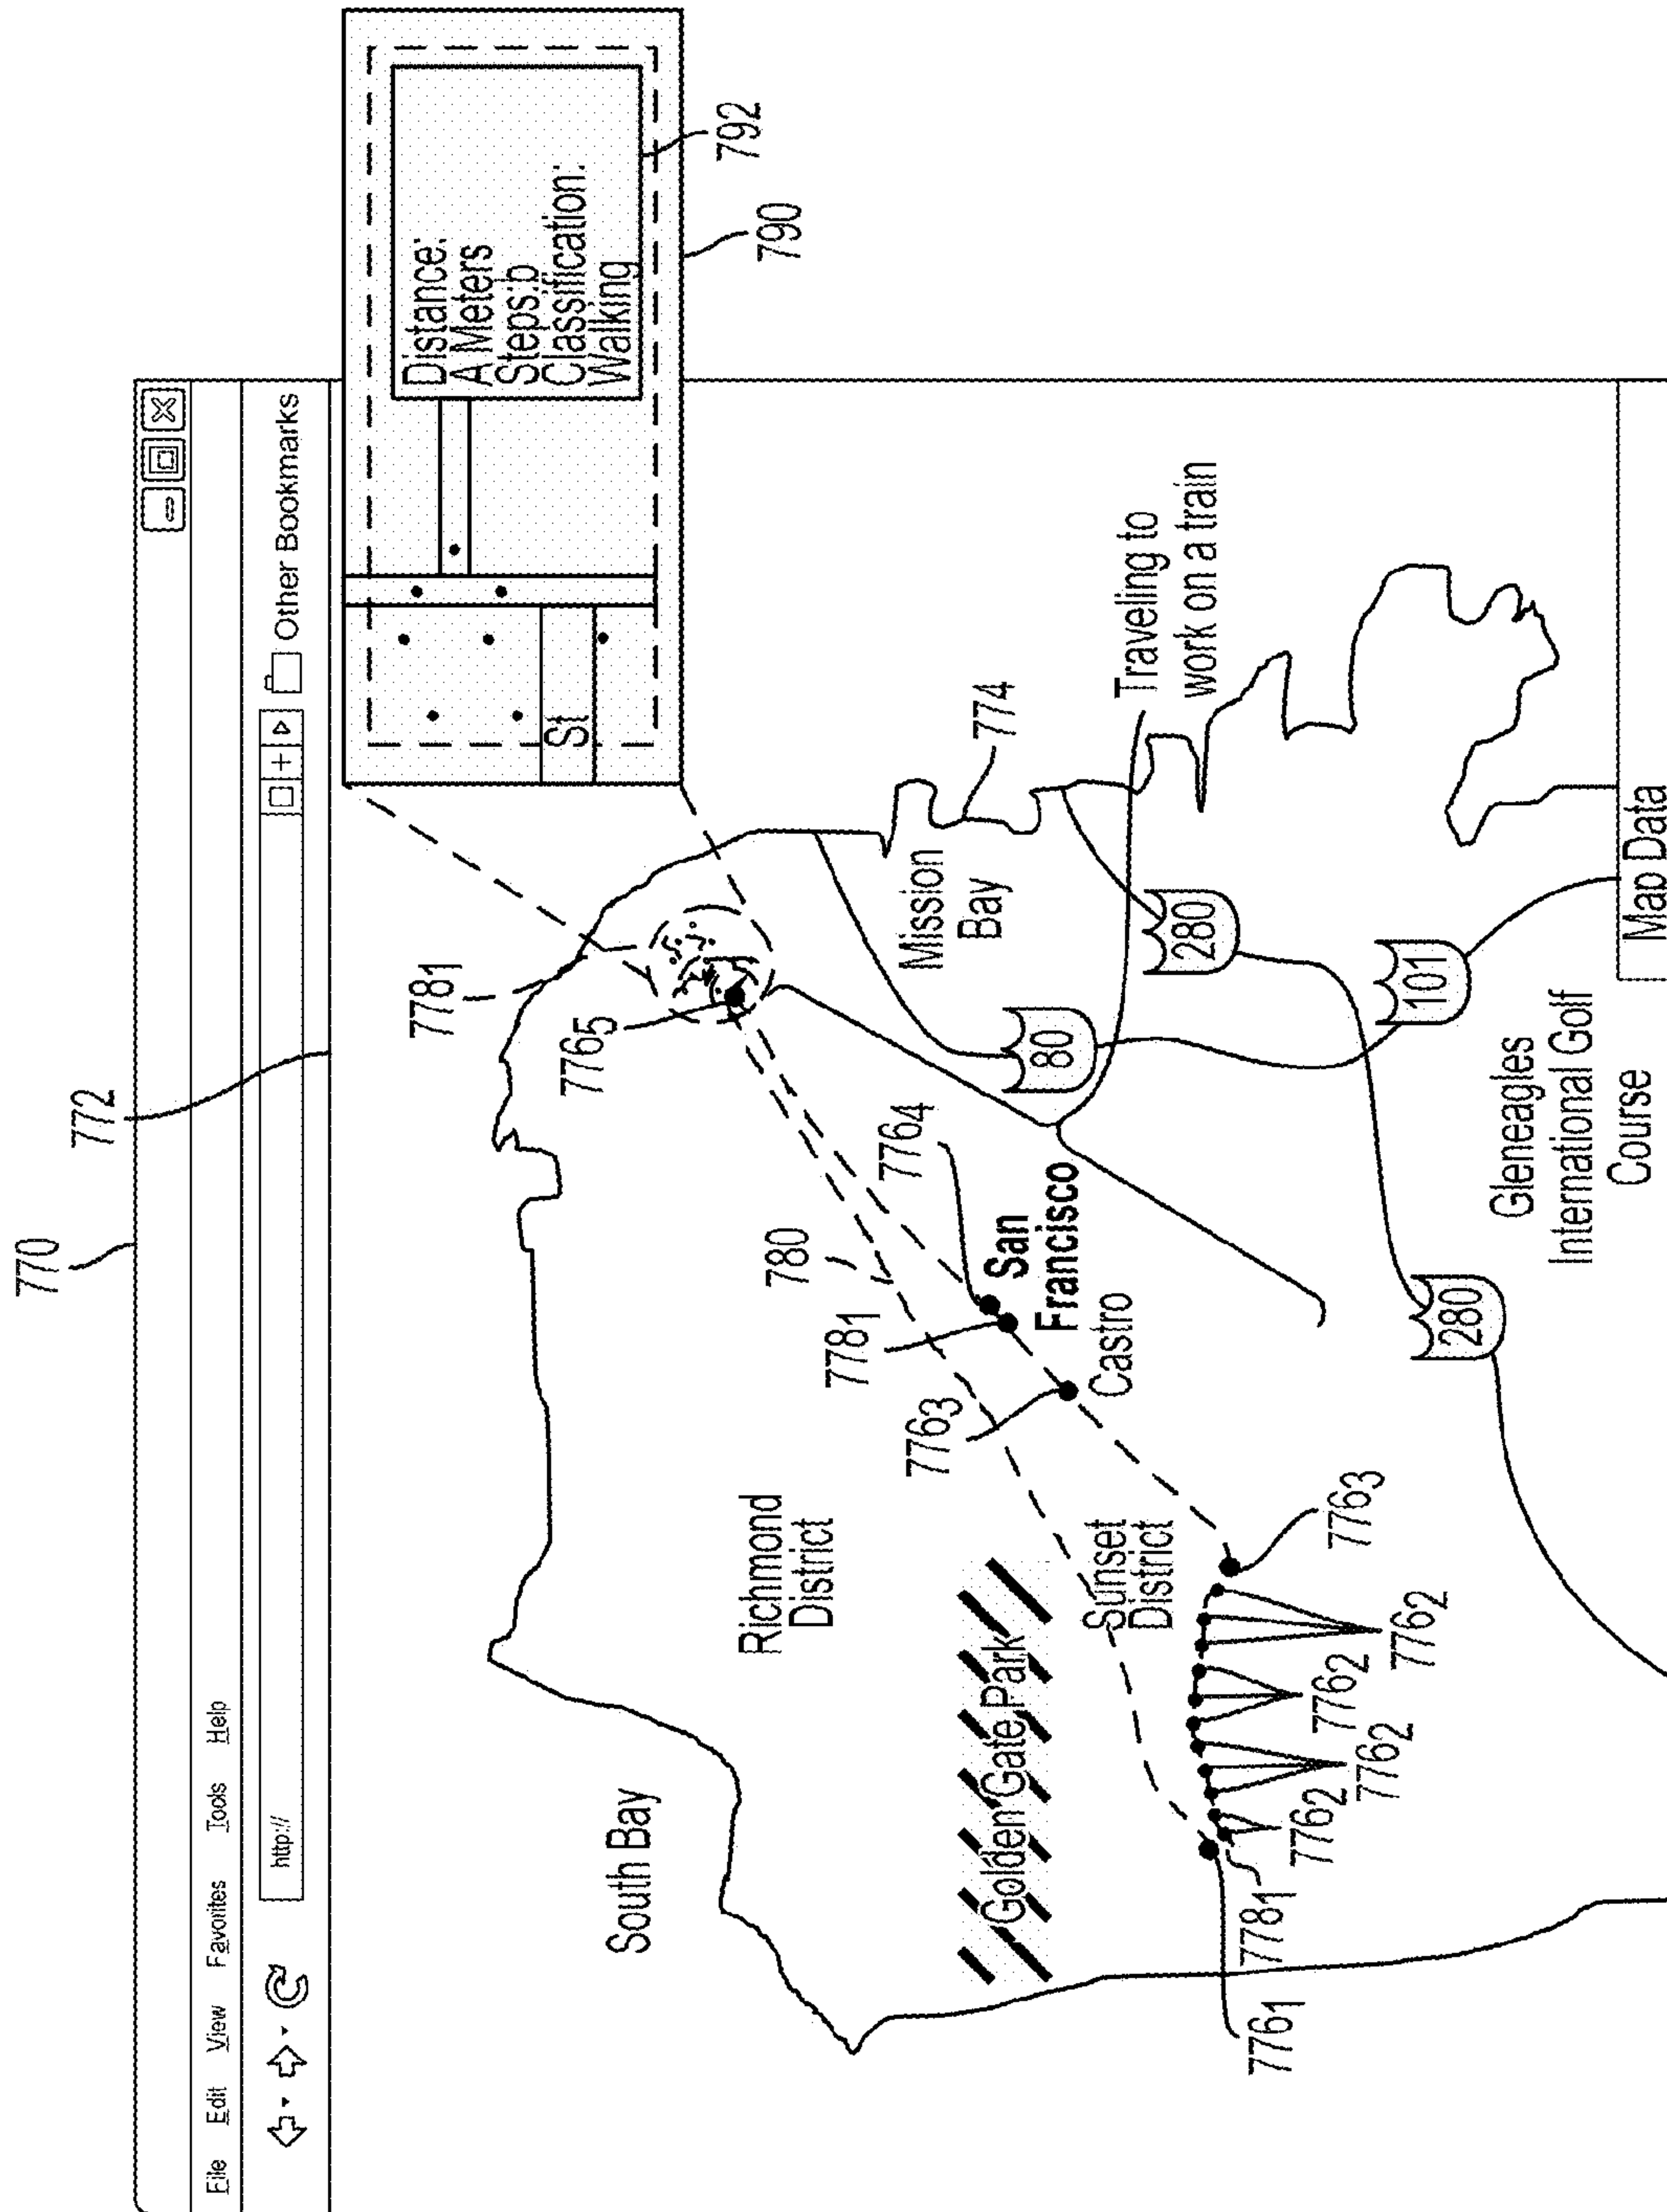 770
772
File Edit View Favorites Tools Help
http://
Other Bookmarks
South Bay
Richmond
District
Golden Gate Park
Sunset
District
San
Francisco
Castro
Mission
Bay
Traveling to
work on a train
Gleneagles
International Golf
Course
Map Data
80
280
101
280
778₁
776₅
776₄
780
778₁
776₃
776₃
776₂
776₂
776₂
776₂
778₁
776₁
774
St
Distance:
A Meters
Steps:b
Classification:
Walking
792
790